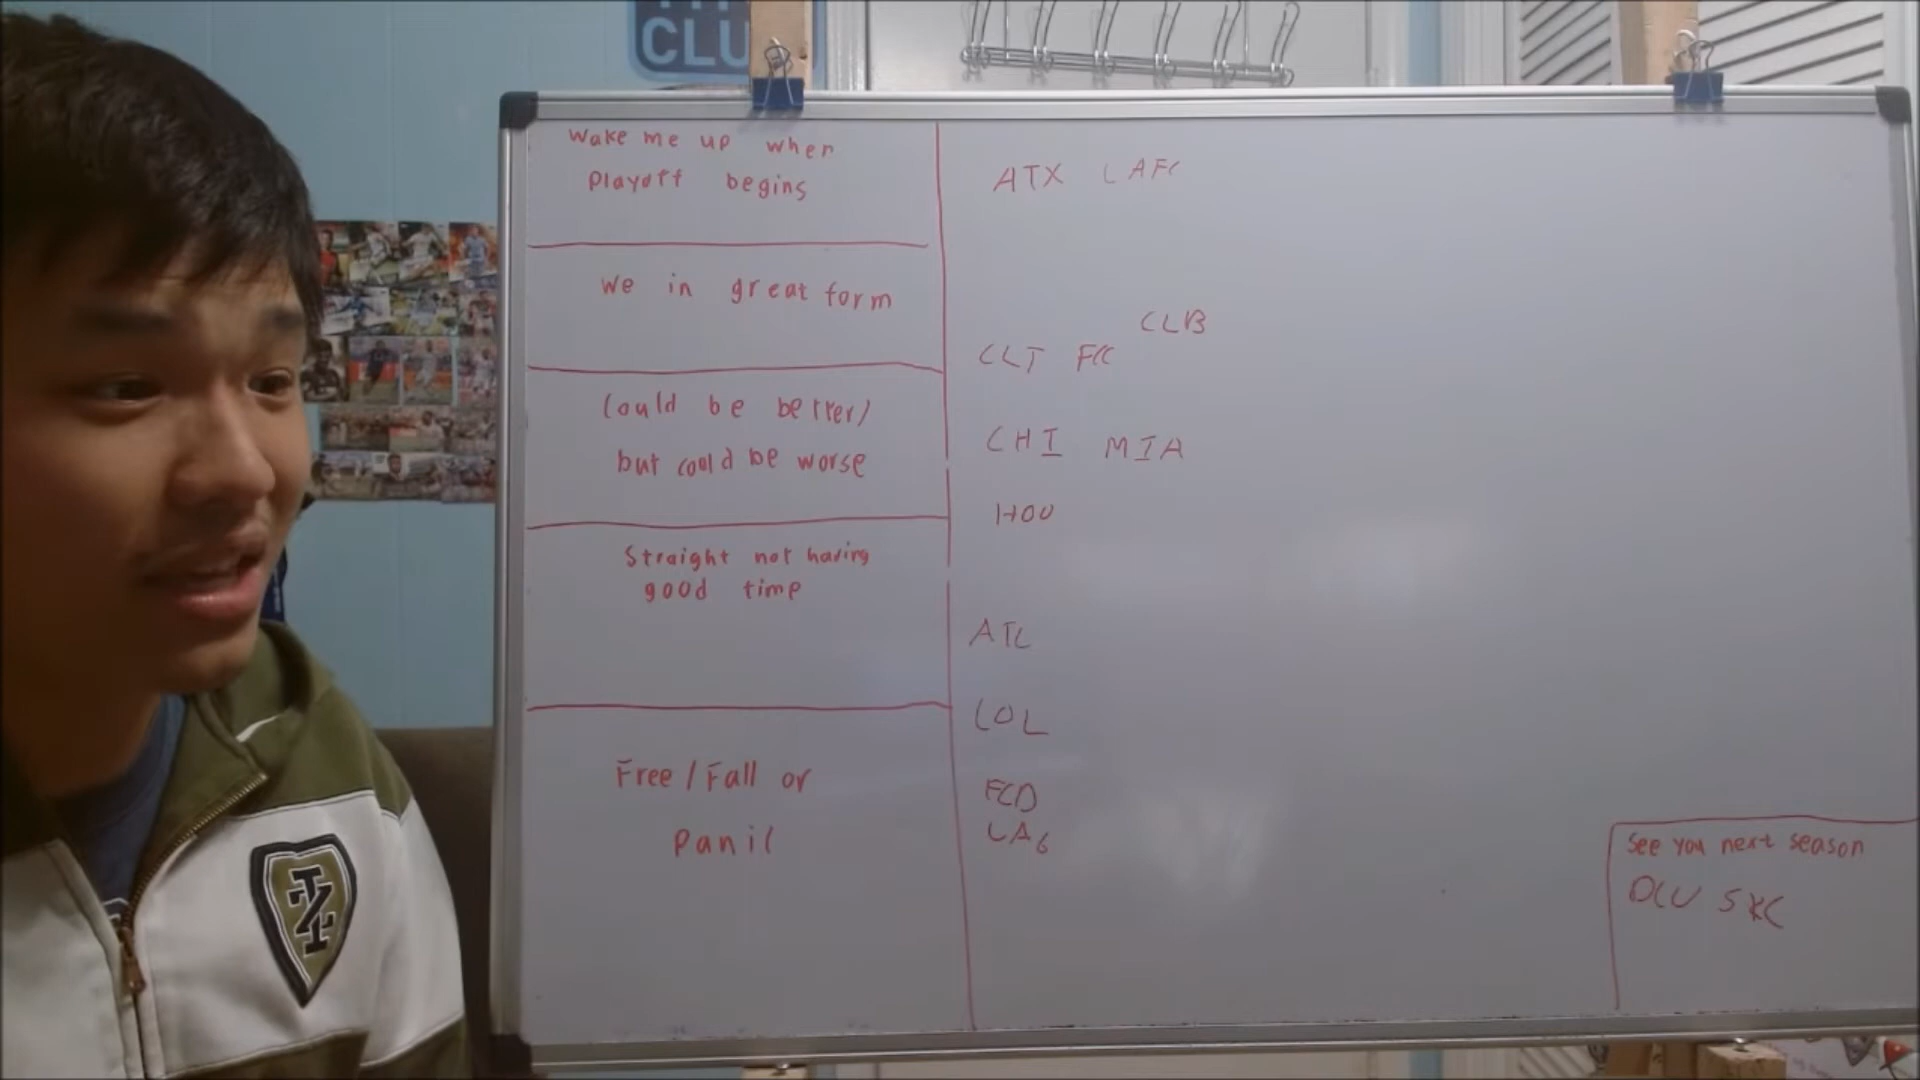 CLU
Wake me up when
Playoff begins
ATX LAFC
We in great form
CLB
CLT FCC
Could be better/
but could be worse
CHI MIA
HOU
Straight not having
good time
ATL
COL
Free/Fall or
Panic
FCD
LAG
See you next season
DCU SKC